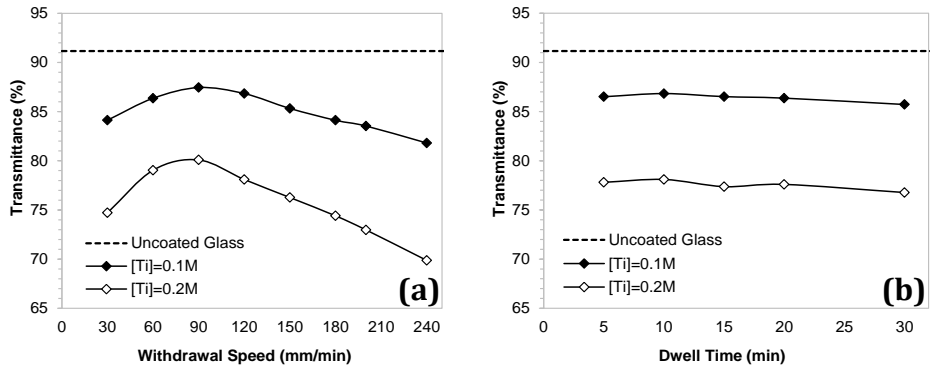 95
90
85
80
75
70
65
Transmittance (%)
Uncoated Glass
[Ti]=0.1M
[Ti]=0.2M
(a)
0 30 60 90 120 150 180 210 240
Withdrawal Speed (mm/min)
95
90
85
80
75
70
65
Transmittance (%)
Uncoated Glass
[Ti]=0.1M
[Ti]=0.2M
(b)
0 5 10 15 20 25 30
Dwell Time (min)